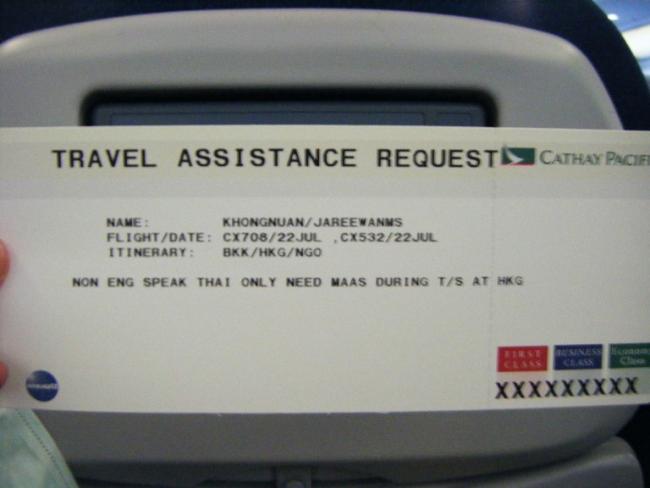 TRAVEL ASSISTANCE REQUEST CATHAY PACIFI
NAME: KHONGNUAN/JAREEWANMS
FLIGHT/DATE: CX708/22JUL ,CX532/22JUL
ITINERARY: BKK/HKG/NGO
NON ENG SPEAK THAI ONLY NEED MAAS DURING T/S AT HKG
FIRST CLASS
BUSINESS CLASS
Economy Class
XXXXXXXXX